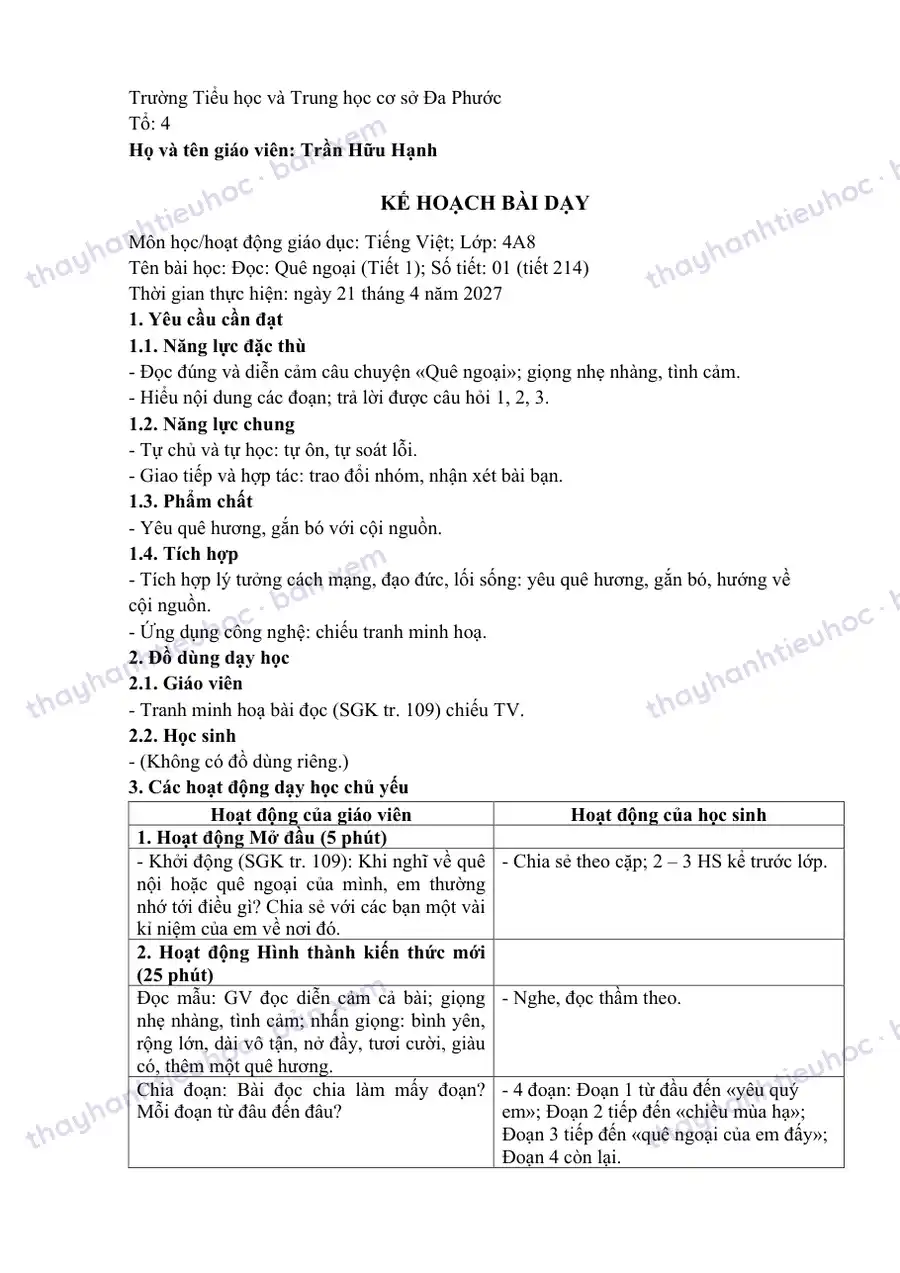 Trường Tiểu học và Trung học cơ sở Đa Phước
Tổ: 4
Họ và tên giáo viên: Trần Hữu Hạnh
KẾ HOẠCH BÀI DẠY
Môn học/hoạt động giáo dục: Tiếng Việt; Lớp: 4A8
Tên bài học: Đọc: Quê ngoại (Tiết 1); Số tiết: 01 (tiết 214)
Thời gian thực hiện: ngày 21 tháng 4 năm 2027
1. Yêu cầu cần đạt
1.1. Năng lực đặc thù
- Đọc đúng và diễn cảm câu chuyện «Quê ngoại»; giọng nhẹ nhàng, tình cảm.
- Hiểu nội dung các đoạn; trả lời được câu hỏi 1, 2, 3.
1.2. Năng lực chung
- Tự chủ và tự học: tự ôn, tự soát lỗi.
- Giao tiếp và hợp tác: trao đổi nhóm, nhận xét bài bạn.
1.3. Phẩm chất
- Yêu quê hương, gắn bó với cội nguồn.
1.4. Tích hợp
- Tích hợp lý tưởng cách mạng, đạo đức, lối sống: yêu quê hương, gắn bó, hướng về
cội nguồn.
- Ứng dụng công nghệ: chiếu tranh minh hoạ.
2. Đồ dùng dạy học
2.1. Giáo viên
- Tranh minh hoạ bài đọc (SGK tr. 109) chiếu TV.
2.2. Học sinh
- (Không có đồ dùng riêng.)
3. Các hoạt động dạy học chủ yếu
Hoạt động của giáo viên
Hoạt động của học sinh
1. Hoạt động Mở đầu (5 phút)
- Khởi động (SGK tr. 109): Khi nghĩ về quê
nội hoặc quê ngoại của mình, em thường
nhớ tới điều gì? Chia sẻ với các bạn một vài
kỉ niệm của em về nơi đó.
- Chia sẻ theo cặp; 2 – 3 HS kể trước lớp.
2. Hoạt động Hình thành kiến thức mới
(25 phút)
Đọc mẫu: GV đọc diễn cảm cả bài; giọng
nhẹ nhàng, tình cảm; nhấn giọng: bình yên,
rộng lớn, dài vô tận, nở đầy, tươi cười, giàu
có, thêm một quê hương.
- Nghe, đọc thầm theo.
Chia đoạn: Bài đọc chia làm mấy đoạn?
Mỗi đoạn từ đâu đến đâu?
- 4 đoạn: Đoạn 1 từ đầu đến «yêu quý
em»; Đoạn 2 tiếp đến «chiều mùa hạ»;
Đoạn 3 tiếp đến «quê ngoại của em đấy»;
Đoạn 4 còn lại.
thayhanhtieuhoc · bản xem
thayhanhtieuhoc · b
thayhanhtieuhoc · bản xem
thayhanhtieuhoc · b
thayhanhtieuhoc · bản xem
thayhanhtieuhoc · b